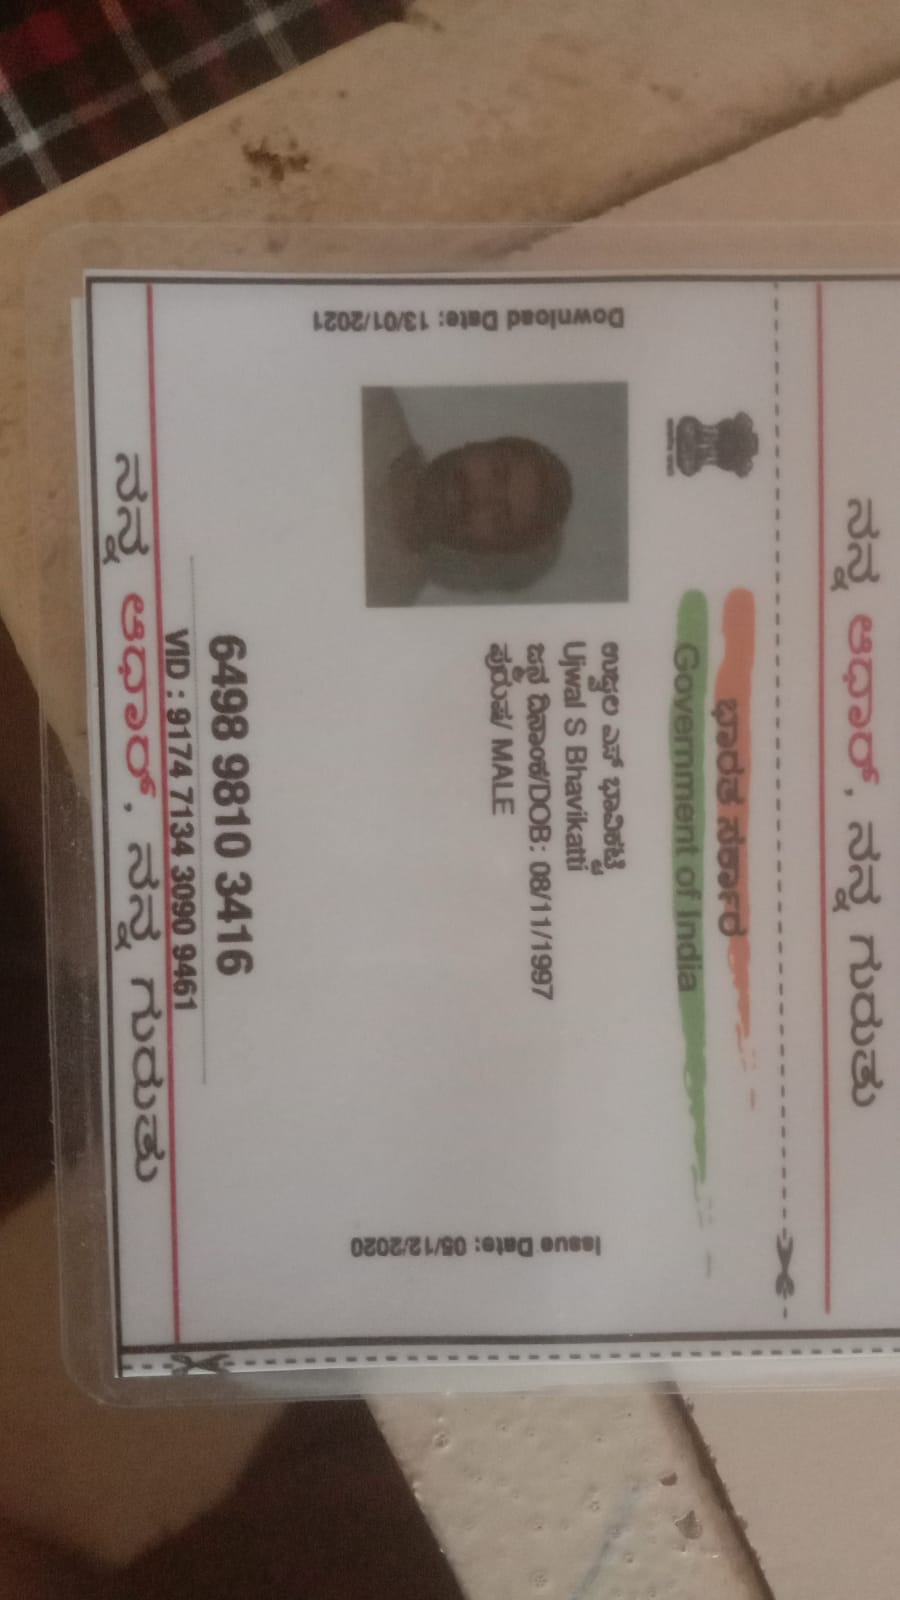 ನನ್ನ ಆಧಾರ್, ನನ್ನ ಗುರುತು
ಭಾರತ ಸರ್ಕಾರ
Government of India
Download Date: 13/01/2021
ಉಜ್ವಲ ಎಸ್ ಭಾವಿಕಟ್ಟಿ
Ujwal S Bhavikatti
ಜನ್ಮ ದಿನಾಂಕ/DOB: 08/11/1997
ಪುರುಷ/ MALE
Issue Date: 05/12/2020
6498 9810 3416
VID : 9174 7134 3090 9461
ನನ್ನ ಆಧಾರ್, ನನ್ನ ಗುರುತು